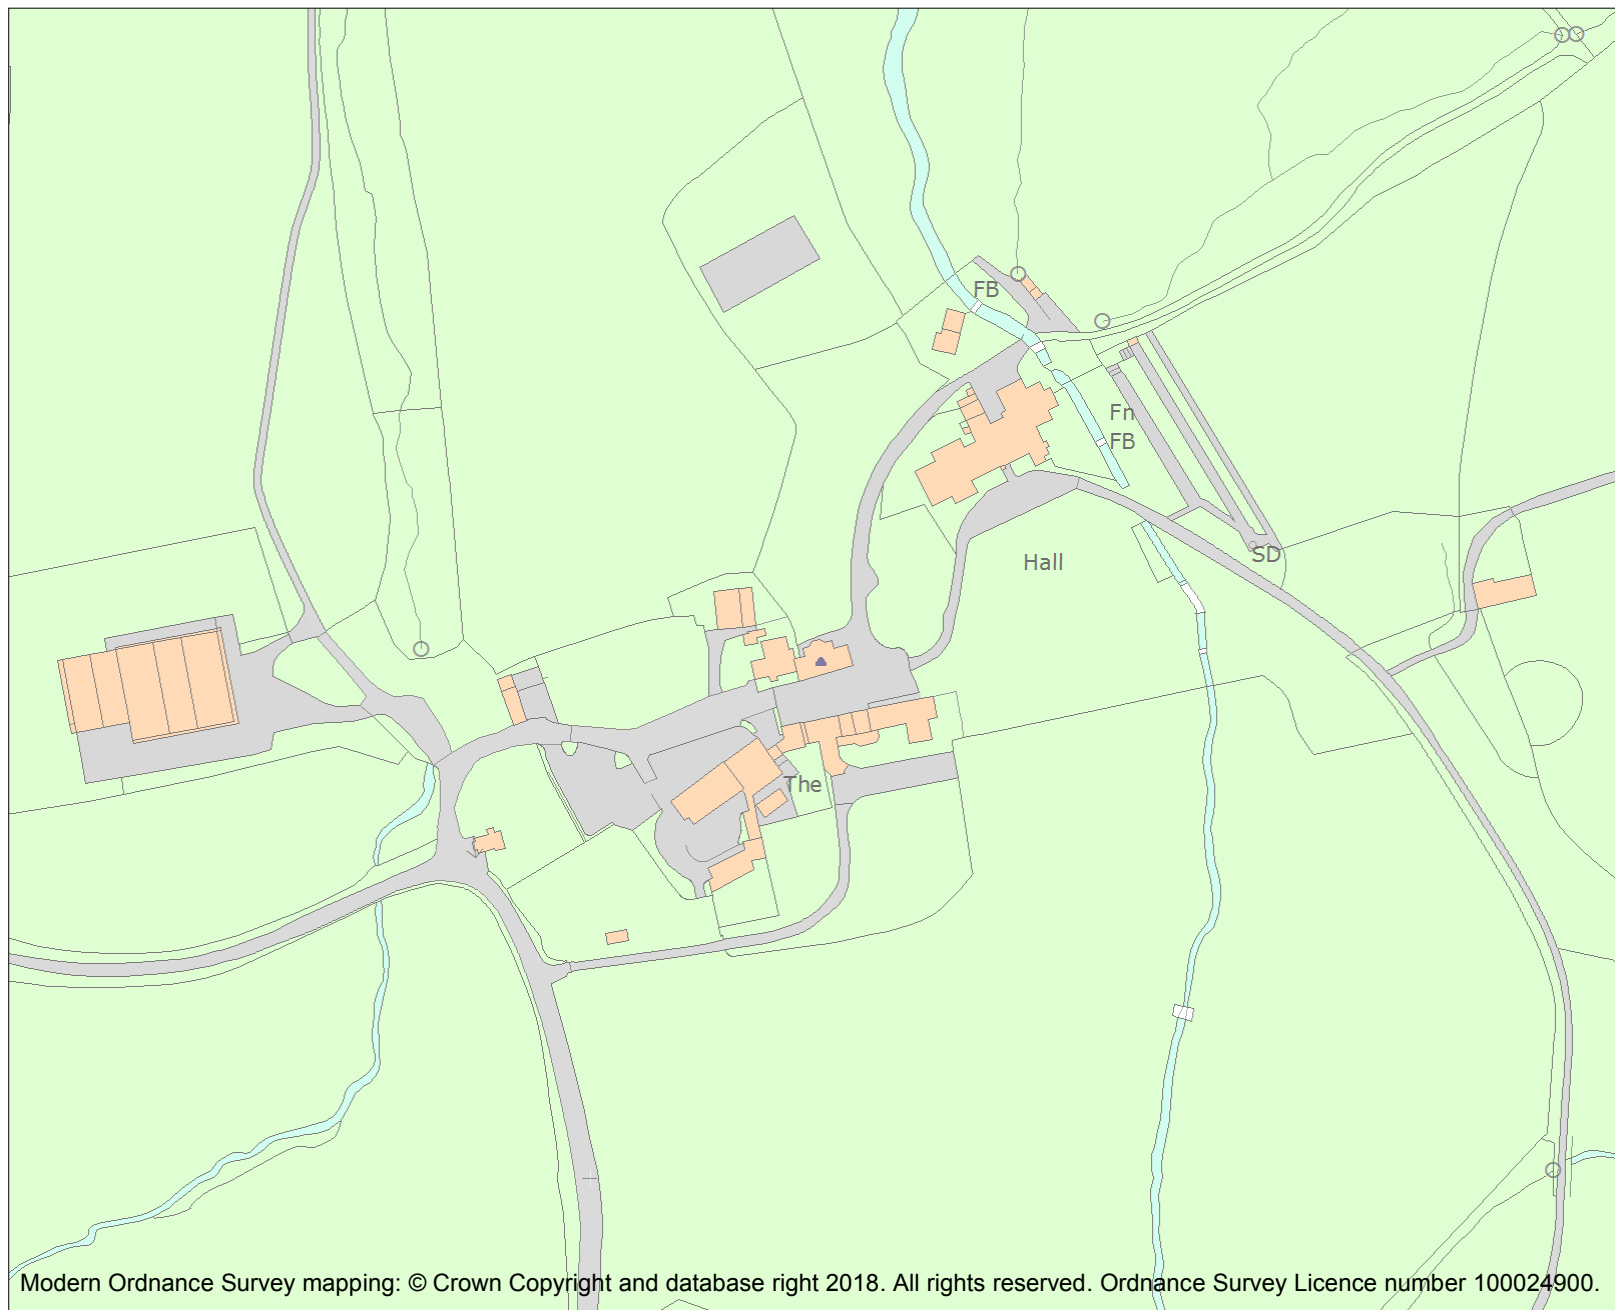 FB
Fn
FB
SD
Hall
The
Modern Ordnance Survey mapping: © Crown Copyright and database right 2018. All rights reserved. Ordnance Survey Licence number 100024900.